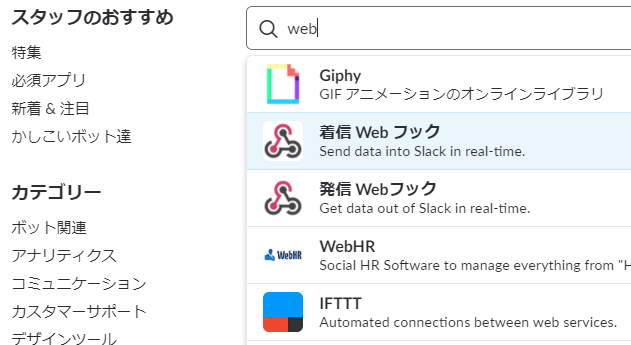 スタッフのおすすめ
特集
必須アプリ
新着 & 注目
かしこいボット達
カテゴリー
ボット関連
アナリティクス
コミュニケーション
カスタマーサポート
デザインツール
web
Giphy
GIF アニメーションのオンラインライブラリ
着信 Web フック
Send data into Slack in real-time.
発信 Webフック
Get data out of Slack in real-time.
WebHR
WebHR
Social HR Software to manage everything from "H
IFTTT
Automated connections between web services.